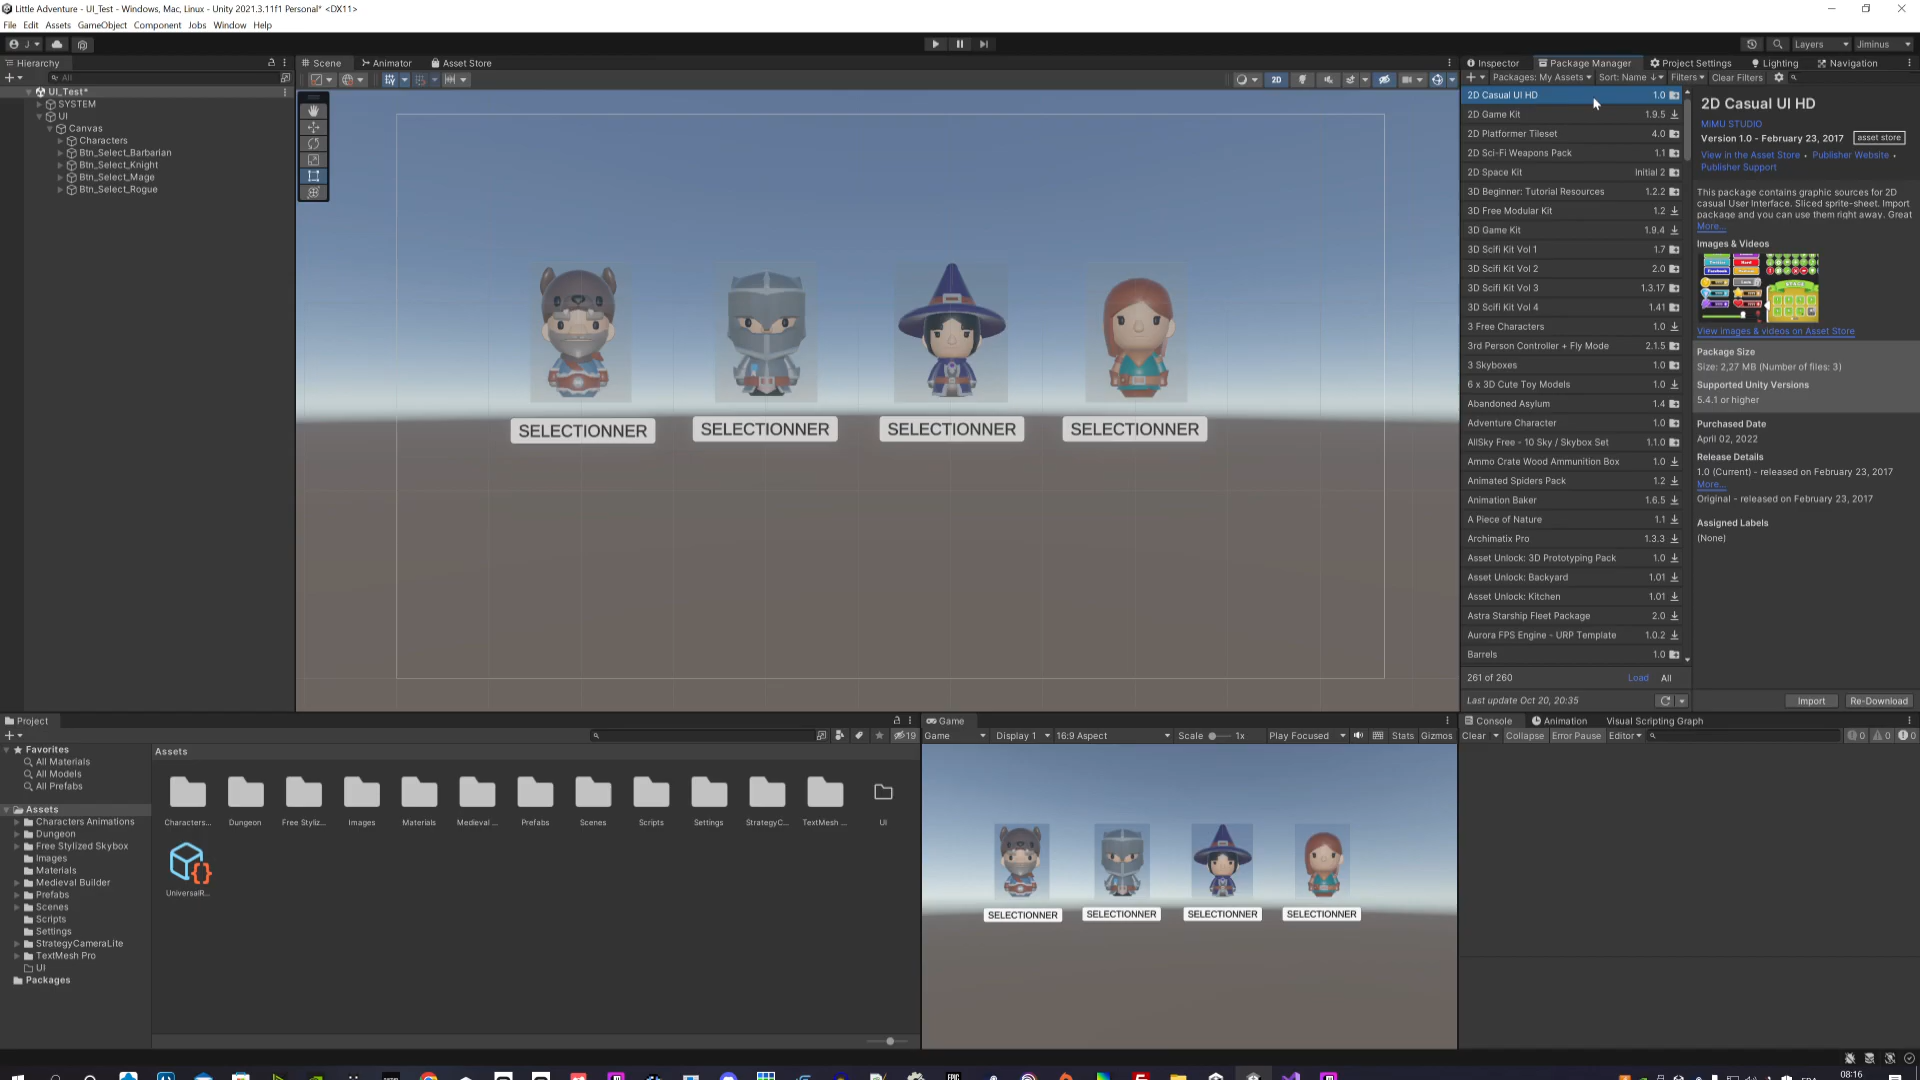 Little Adventure - UI_Test - Windows, Mac, Linux - Unity 2021.3.11f1 Personal* <DX11>
File Edit Assets GameObject Component Jobs Window Help
J
Layers
Jiminus
Hierarchy
All
UI_Test*
SYSTEM
UI
Canvas
Characters
Btn_Select_Barbarian
Btn_Select_Knight
Btn_Select_Mage
Btn_Select_Rogue
Scene
Animator
Asset Store
2D
SELECTIONNER
SELECTIONNER
SELECTIONNER
SELECTIONNER
Inspector
Package Manager
Project Settings
Lighting
Navigation
Packages: My Assets
Sort: Name
Filters
Clear Filters
2D Casual UI HD 1.0
2D Game Kit 1.9.5
2D Platformer Tileset 4.0
2D Sci-Fi Weapons Pack 1.1
2D Space Kit Initial 2
3D Beginner: Tutorial Resources 1.2.2
3D Free Modular Kit 1.2
3D Game Kit 1.9.4
3D Scifi Kit Vol 1 1.7
3D Scifi Kit Vol 2 2.0
3D Scifi Kit Vol 3 1.3.17
3D Scifi Kit Vol 4 1.41
3 Free Characters 1.0
3rd Person Controller + Fly Mode 2.1.5
3 Skyboxes 1.0
6 x 3D Cute Toy Models 1.0
Abandoned Asylum 1.4
Adventure Character 1.0
AllSky Free - 10 Sky / Skybox Set 1.1.0
Ammo Crate Wood Ammunition Box 1.0
Animated Spiders Pack 1.2
Animation Baker 1.6.5
A Piece of Nature 1.1
Archimatix Pro 1.3.3
Asset Unlock: 3D Prototyping Pack 1.0
Asset Unlock: Backyard 1.01
Asset Unlock: Kitchen 1.01
Astra Starship Fleet Package 2.0
Aurora FPS Engine - URP Template 1.0.2
Barrels 1.0
261 of 260
Load
All
Last update Oct 20, 20:35
2D Casual UI HD
MiMU STUDIO
Version 1.0 - February 23, 2017
asset store
View in the Asset Store • Publisher Website •
Publisher Support
This package contains graphic sources for 2D
casual User Interface. Sliced sprite-sheet. Import
package and you can use them right away. Great
More...
Images & Videos
View images & videos on Asset Store
Package Size
Size: 2,27 MB (Number of files: 3)
Supported Unity Versions
5.4.1 or higher
Purchased Date
April 02, 2022
Release Details
1.0 (Current) - released on February 23, 2017
More...
Original - released on February 23, 2017
Assigned Labels
(None)
Import
Re-Download
Project
19
Favorites
All Materials
All Models
All Prefabs
Assets
Characters Animations
Dungeon
Free Stylized Skybox
Images
Materials
Medieval Builder
Prefabs
Scenes
Scripts
Settings
StrategyCameraLite
TextMesh Pro
UI
Packages
Assets
Characters...
Dungeon
Free Styliz...
Images
Materials
Medieval ...
Prefabs
Scenes
Scripts
Settings
StrategyC...
TextMesh ...
UI
UniversalR...
Game
Game
Display 1
16:9 Aspect
Scale
1x
Play Focused
Stats
Gizmos
SELECTIONNER
SELECTIONNER
SELECTIONNER
SELECTIONNER
Console
Animation
Visual Scripting Graph
Clear
Collapse
Error Pause
Editor
0
0
0
08:16